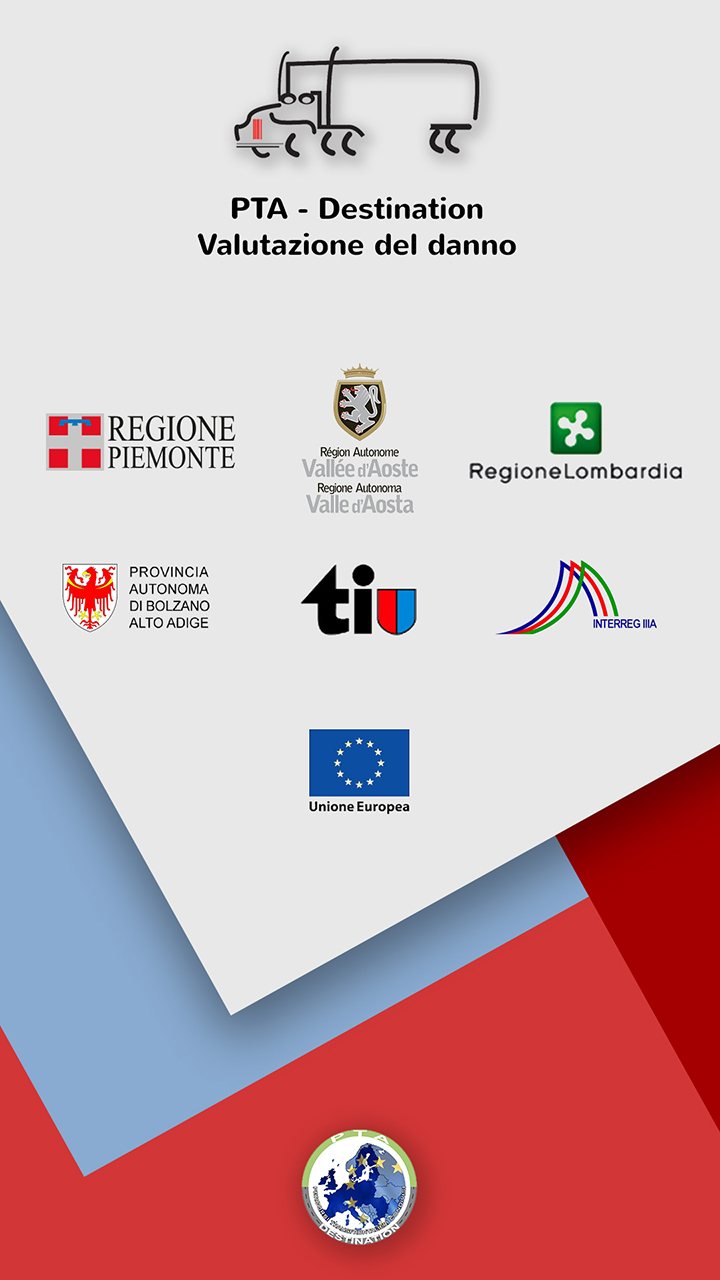 PTA - Destination
Valutazione del danno
REGIONE
PIEMONTE
Région Autonome
Vallée d'Aoste
Regione Autonoma
Valle d'Aosta
RegioneLombardia
PROVINCIA
AUTONOMA
DI BOLZANO
ALTO ADIGE
ti
INTERREG IIIA
Unione Europea
PTA
DESTINATION